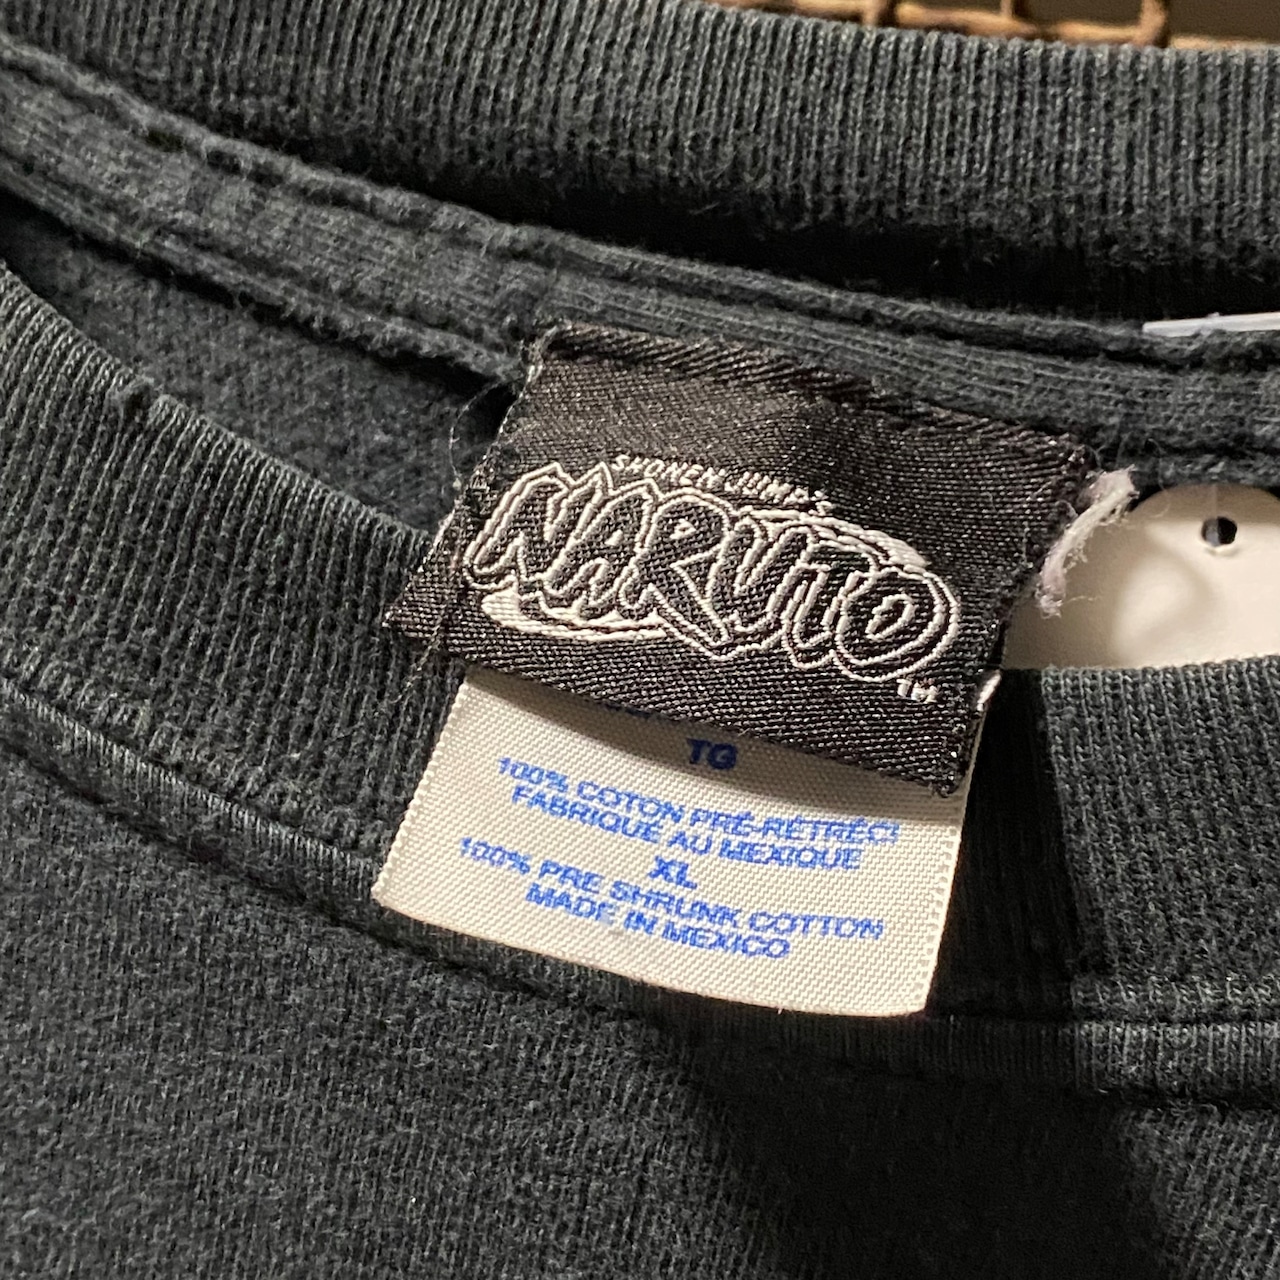 SHONEN JUMP'S
NARUTO
TM
TG
100% COTON PRÉ-RÉTRÉCI
FABRIQUÉ AU MEXIQUE
XL
100% PRE SHRUNK COTTON
MADE IN MEXICO